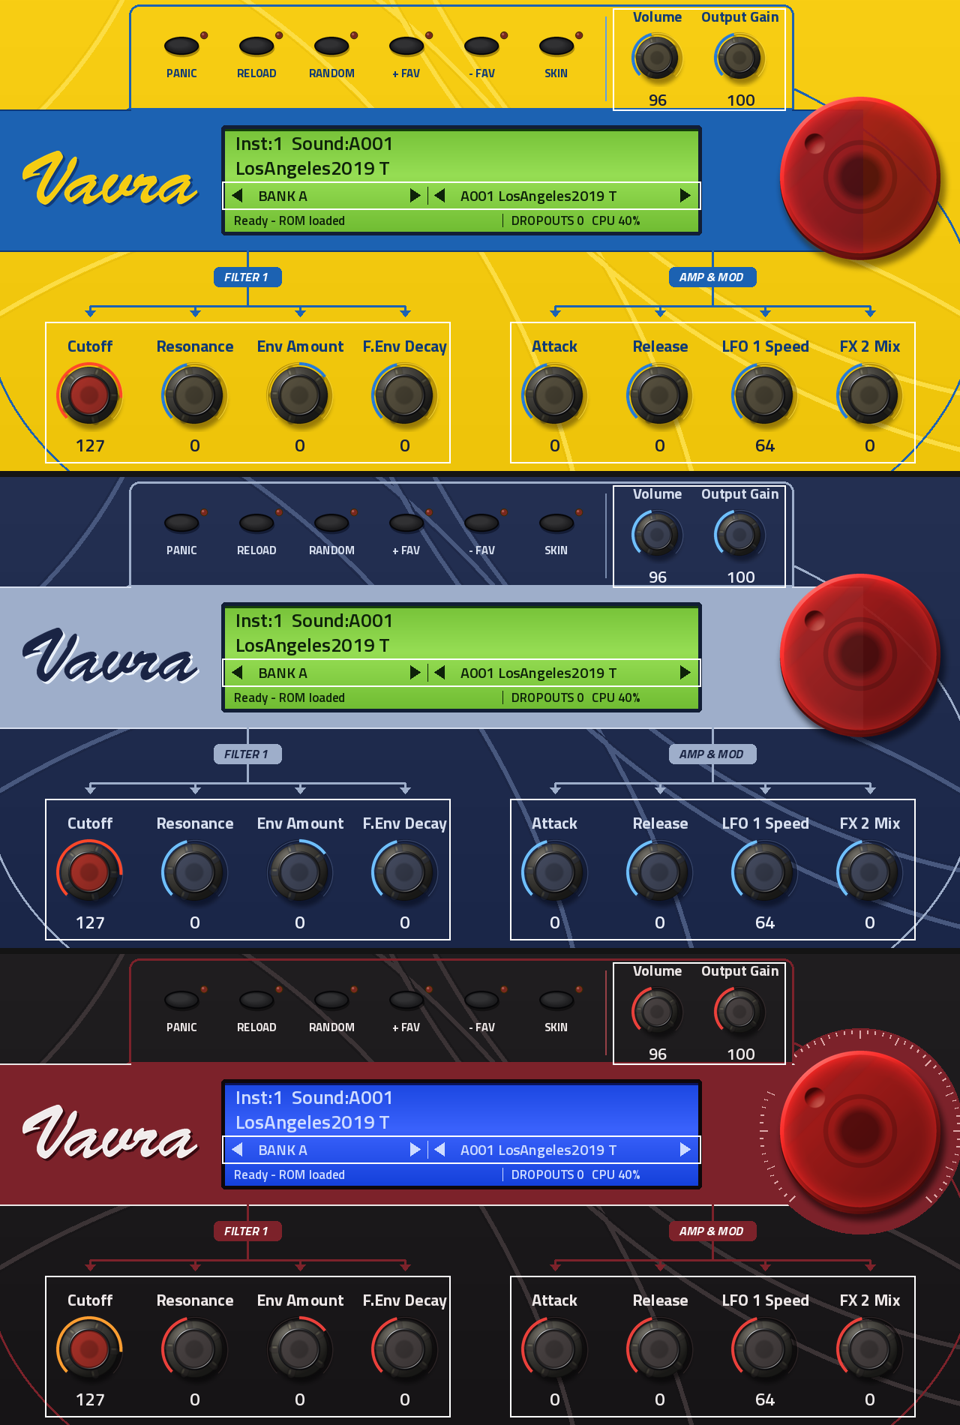 Volume Output Gain
PANIC RELOAD RANDOM + FAV - FAV SKIN
96 100
Vavra
Inst:1 Sound:A001
LosAngeles2019 T
BANK A A001 LosAngeles2019 T
Ready - ROM loaded DROPOUTS 0 CPU 40%
FILTER 1 AMP & MOD
Cutoff Resonance Env Amount F.Env Decay Attack Release LFO 1 Speed FX 2 Mix
127 0 0 0 0 0 64 0
Volume Output Gain
PANIC RELOAD RANDOM + FAV - FAV SKIN
96 100
Vavra
Inst:1 Sound:A001
LosAngeles2019 T
BANK A A001 LosAngeles2019 T
Ready - ROM loaded DROPOUTS 0 CPU 40%
FILTER 1 AMP & MOD
Cutoff Resonance Env Amount F.Env Decay Attack Release LFO 1 Speed FX 2 Mix
127 0 0 0 0 0 64 0
Volume Output Gain
PANIC RELOAD RANDOM + FAV - FAV SKIN
96 100
Vavra
Inst:1 Sound:A001
LosAngeles2019 T
BANK A A001 LosAngeles2019 T
Ready - ROM loaded DROPOUTS 0 CPU 40%
FILTER 1 AMP & MOD
Cutoff Resonance Env Amount F.Env Decay Attack Release LFO 1 Speed FX 2 Mix
127 0 0 0 0 0 64 0